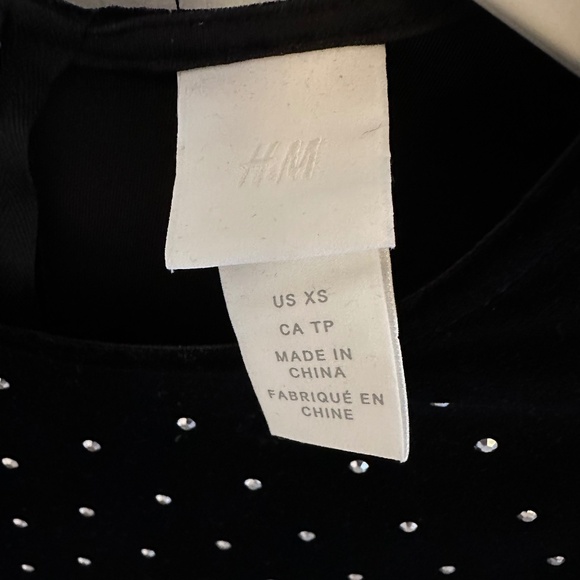 H&M
US XS
CA TP
MADE IN
CHINA
FABRIQUÉ EN
CHINE